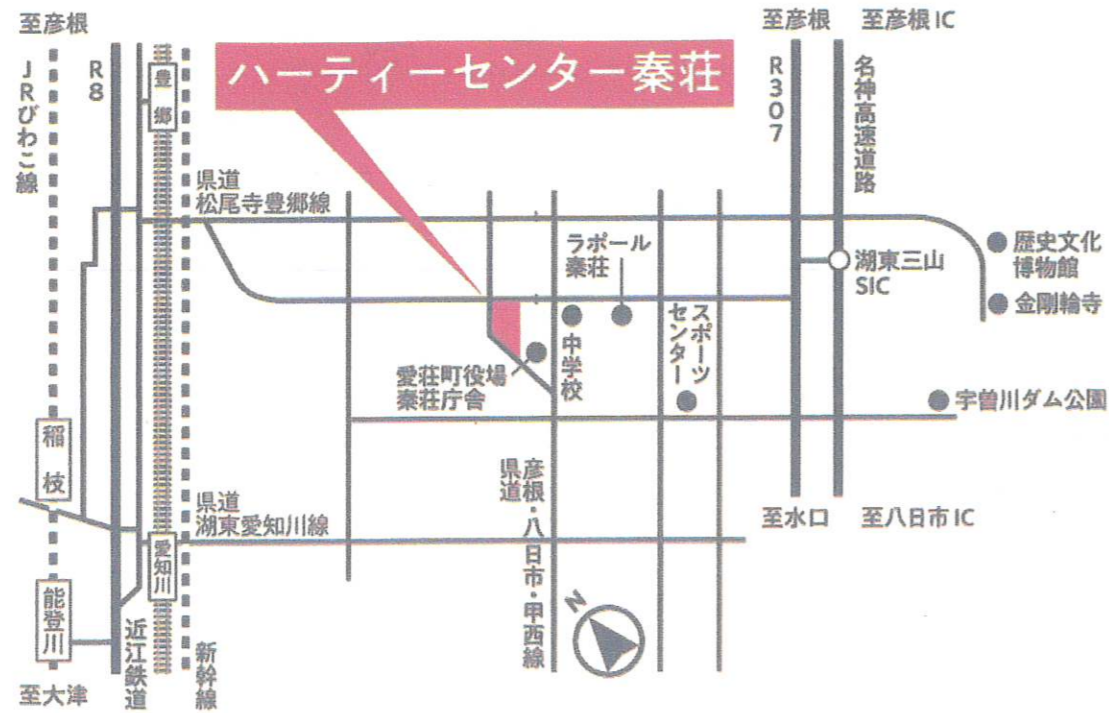 至彦根
至彦根
至彦根IC
ハーティーセンター秦荘
JRびわこ線
R8
豊郷
R307
名神高速道路
県道
松尾寺豊郷線
ラポール
秦荘
歴史文化
博物館
湖東三山
SIC
金剛輪寺
スポーツ
センター
中学校
愛荘町役場
秦荘庁舎
宇曽川ダム公園
稲枝
県道
彦根・八日市・甲西線
県道
湖東愛知川線
至水口
至八日市IC
愛知川
能登川
N
近江鉄道
新幹線
至大津